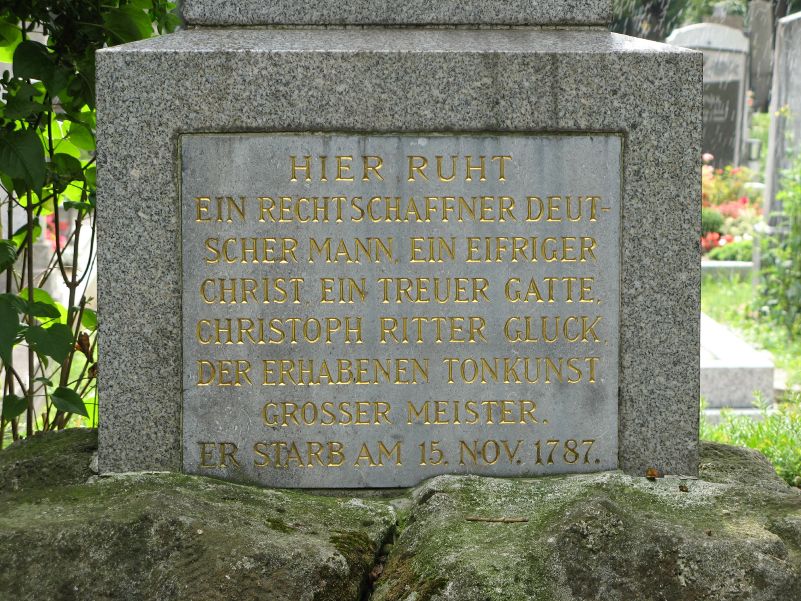 HIER RUHT
EIN RECHTSCHAFFNER DEUT-
SCHER MANN, EIN EIFRIGER
CHRIST, EIN TREUER GATTE,
CHRISTOPH RITTER GLUCK,
DER ERHABENEN TONKUNST
GROSSER MEISTER.
ER STARB AM 15. NOV. 1787.